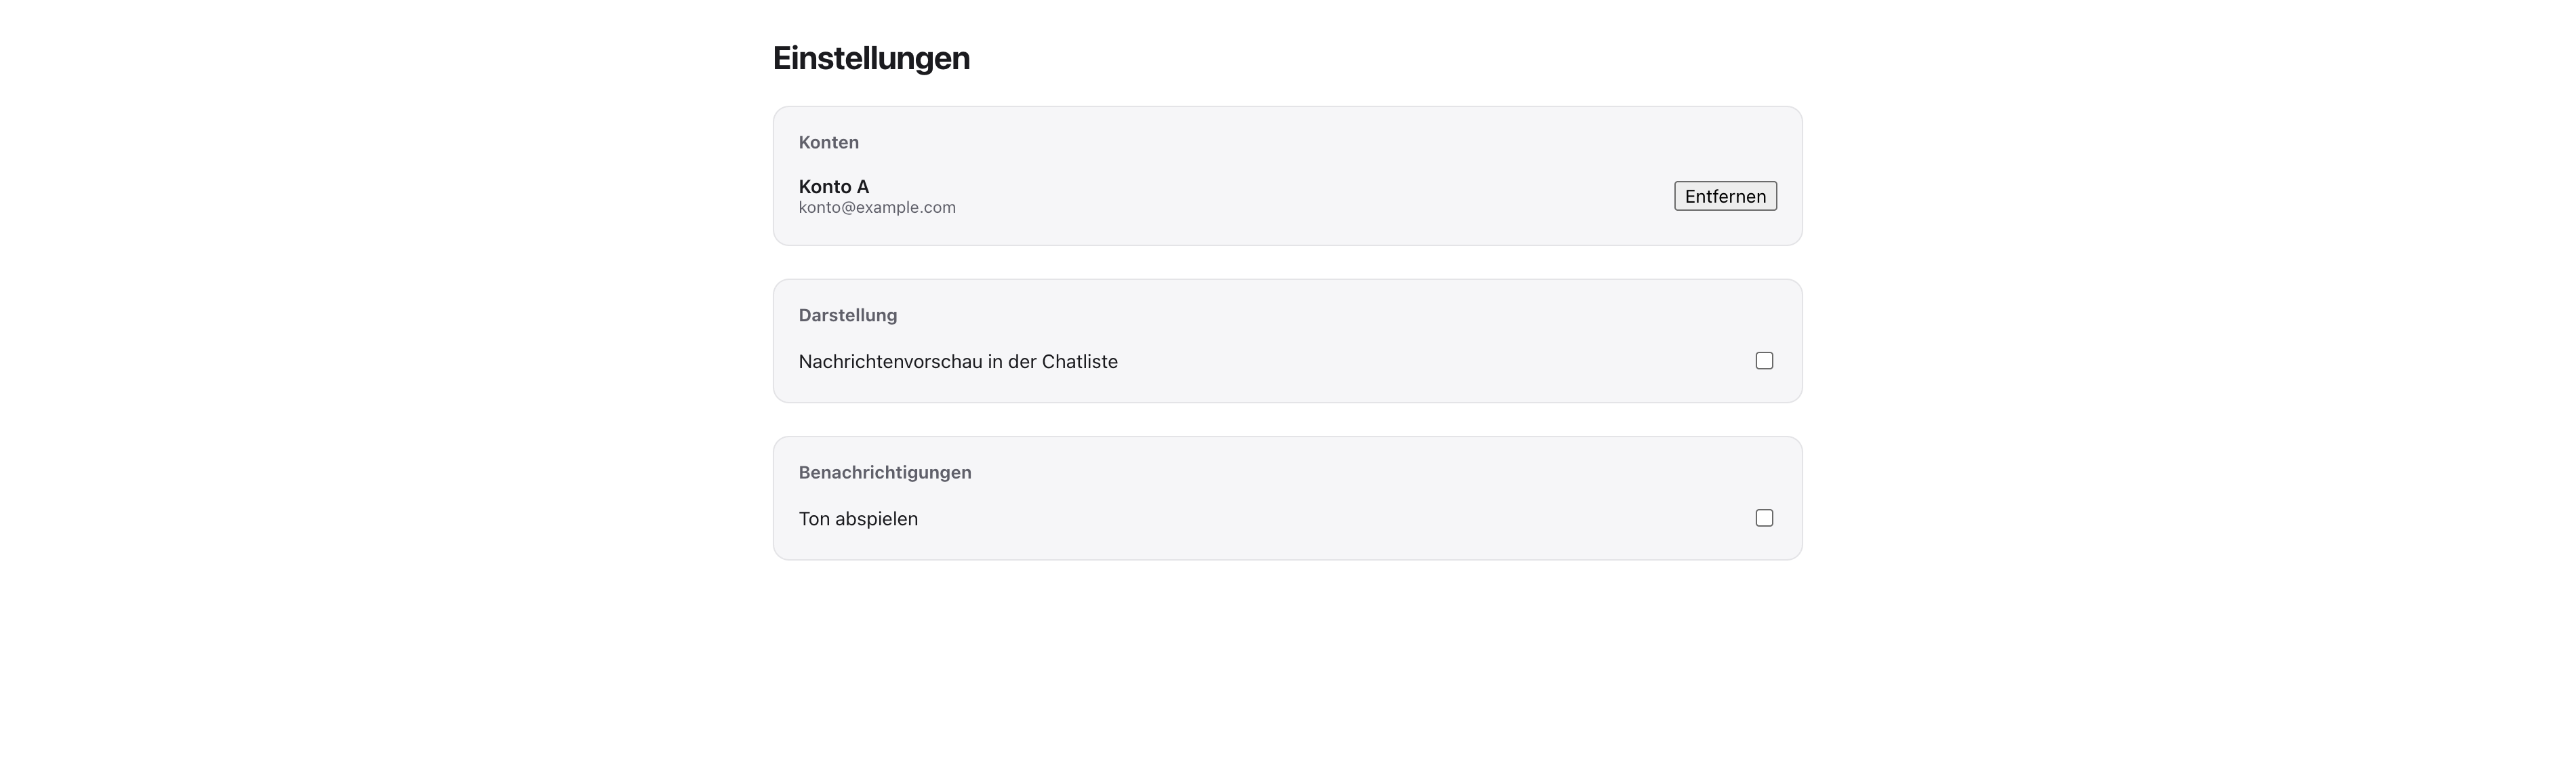 Einstellungen
Konten
Konto A
konto@example.com
Entfernen
Darstellung
Nachrichtenvorschau in der Chatliste
Benachrichtigungen
Ton abspielen